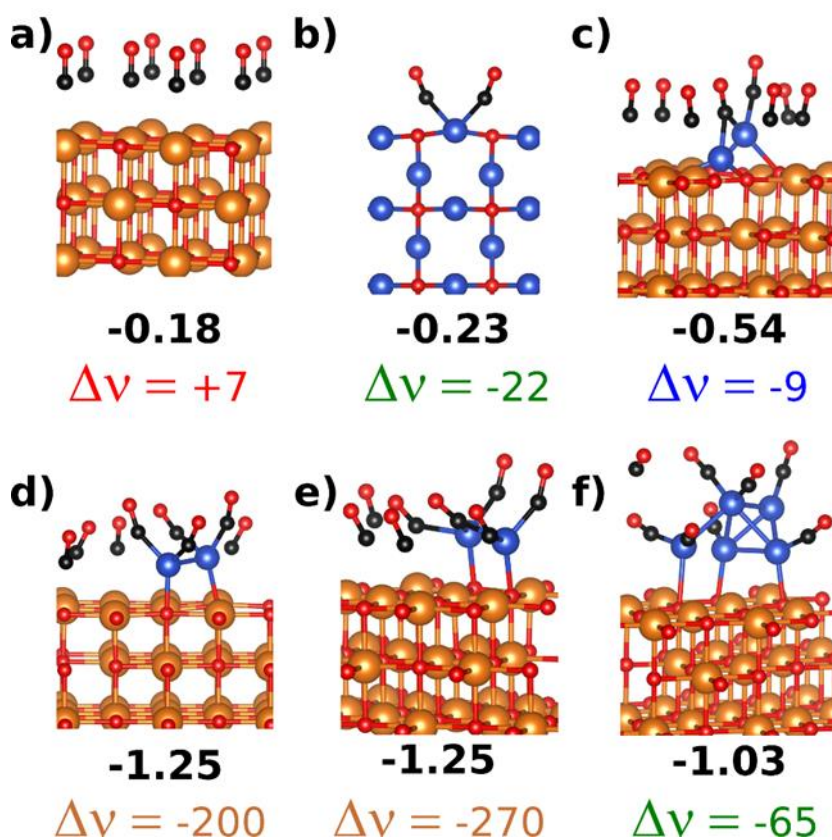 a)
b)
c)
-0.18
-0.23
-0.54
Δν = +7
Δν = -22
Δν = -9
d)
e)
f)
-1.25
-1.25
-1.03
Δν = -200
Δν = -270
Δν = -65